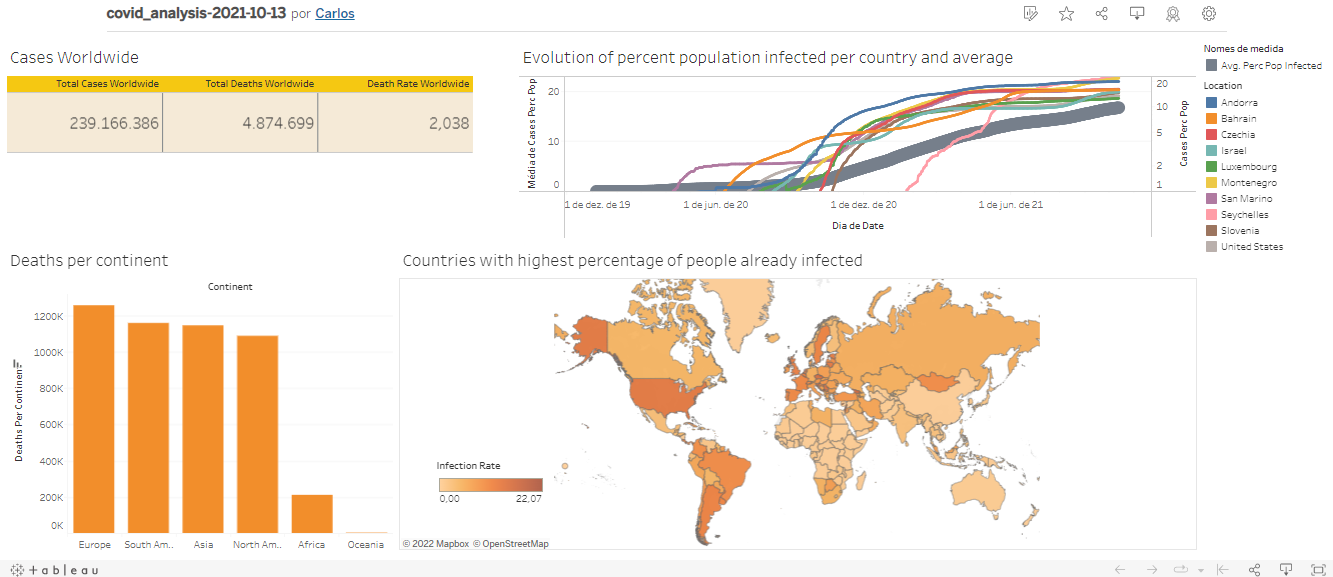 covid_analysis-2021-10-13 por Carlos
Cases Worldwide
Total Cases Worldwide Total Deaths Worldwide Death Rate Worldwide
239.166.386 4.874.699 2,038
Evolution of percent population infected per country and average
Média de Cases Perc Pop
20
10
0
Cases Perc Pop
20
10
5
2
1
1 de dez. de 19 1 de jun. de 20 1 de dez. de 20 1 de jun. de 21
Dia de Date
Nomes de medida
Avg. Perc Pop Infected
Location
Andorra
Bahrain
Czechia
Israel
Luxembourg
Montenegro
San Marino
Seychelles
Slovenia
United States
Deaths per continent
Continent
Deaths Per Continent
1200K
1000K
800K
600K
400K
200K
0K
Europe South Am.. Asia North Am.. Africa Oceania
Countries with highest percentage of people already infected
Infection Rate
0,00 22,07
© 2022 Mapbox © OpenStreetMap
+ableau